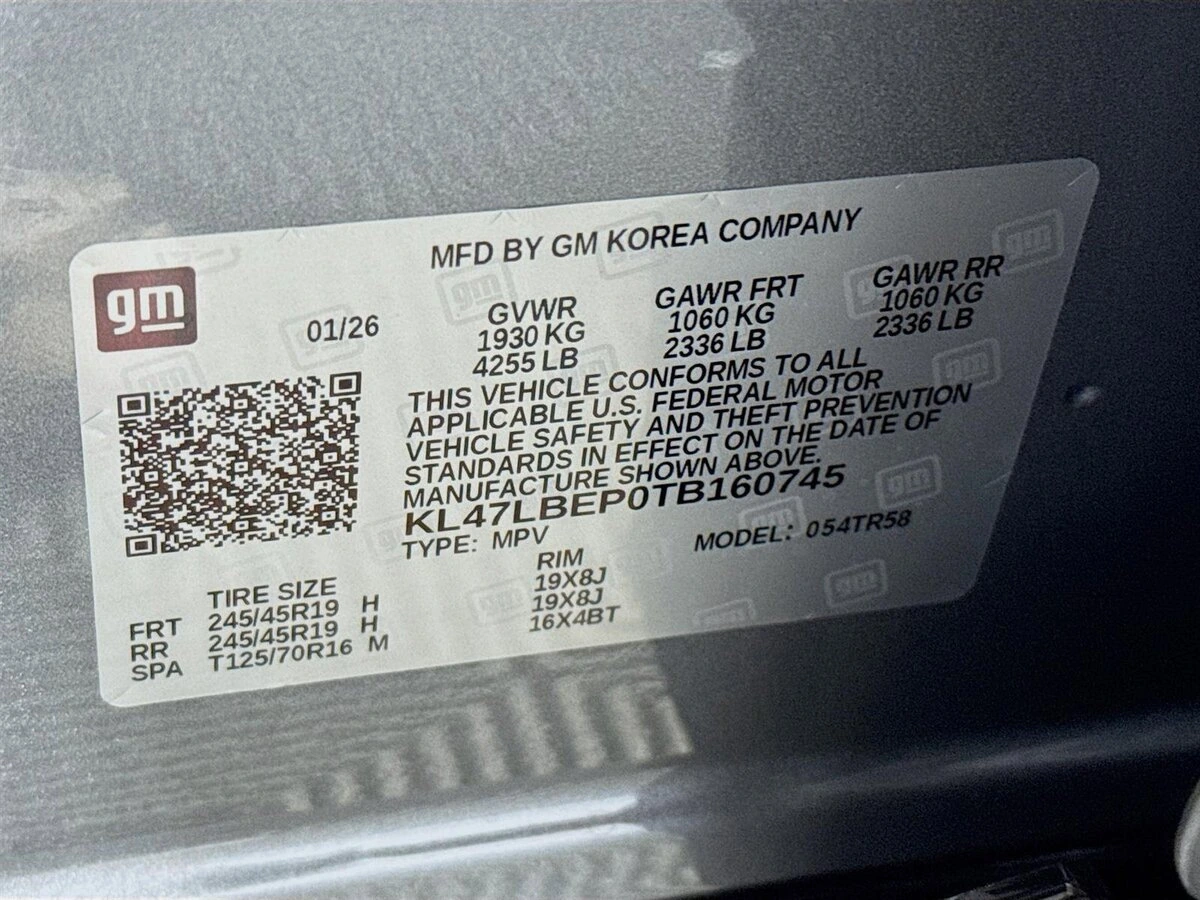 MFD BY GM KOREA COMPANY
gm
01/26
GVWR GAWR FRT GAWR RR
1930 KG 1060 KG 1060 KG
4255 LB 2336 LB 2336 LB
THIS VEHICLE CONFORMS TO ALL
APPLICABLE U.S. FEDERAL MOTOR
VEHICLE SAFETY AND THEFT PREVENTION
STANDARDS IN EFFECT ON THE DATE OF
MANUFACTURE SHOWN ABOVE.
KL47LBEP0TB160745
TYPE: MPV MODEL: 054TR58
TIRE SIZE RIM
FRT 245/45R19 H 19X8J
RR 245/45R19 H 19X8J
SPA T125/70R16 M 16X4BT